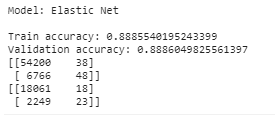 Model: Elastic Net
Train accuracy: 0.8885540195243399
Validation accuracy: 0.8886049825561397
[[54200 38]
[ 6766 48]]
[[18061 18]
[ 2249 23]]